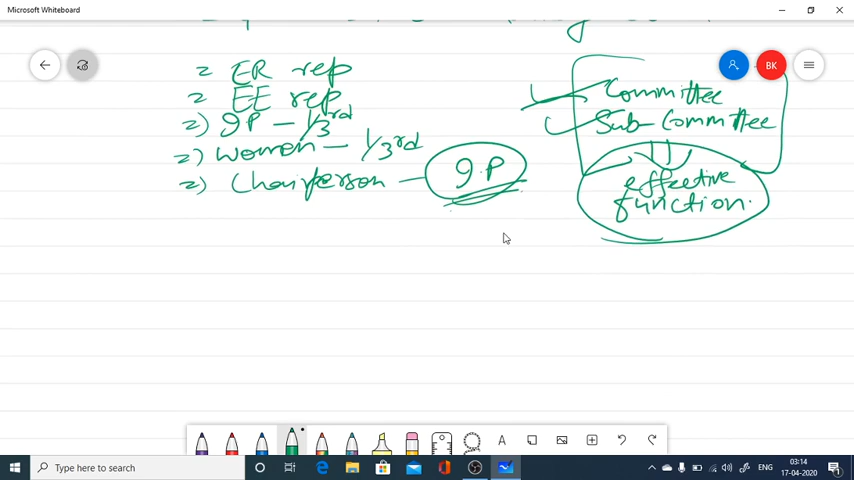 Microsoft Whiteboard
BK
2 ER rep
2 EE rep
2) IP - 1/3rd
2) Women - 1/3rd
2) Chairperson - I.P
Committee
Sub-Committee
effective
function.
A
Type here to search
ENG
03:14
17-04-2020